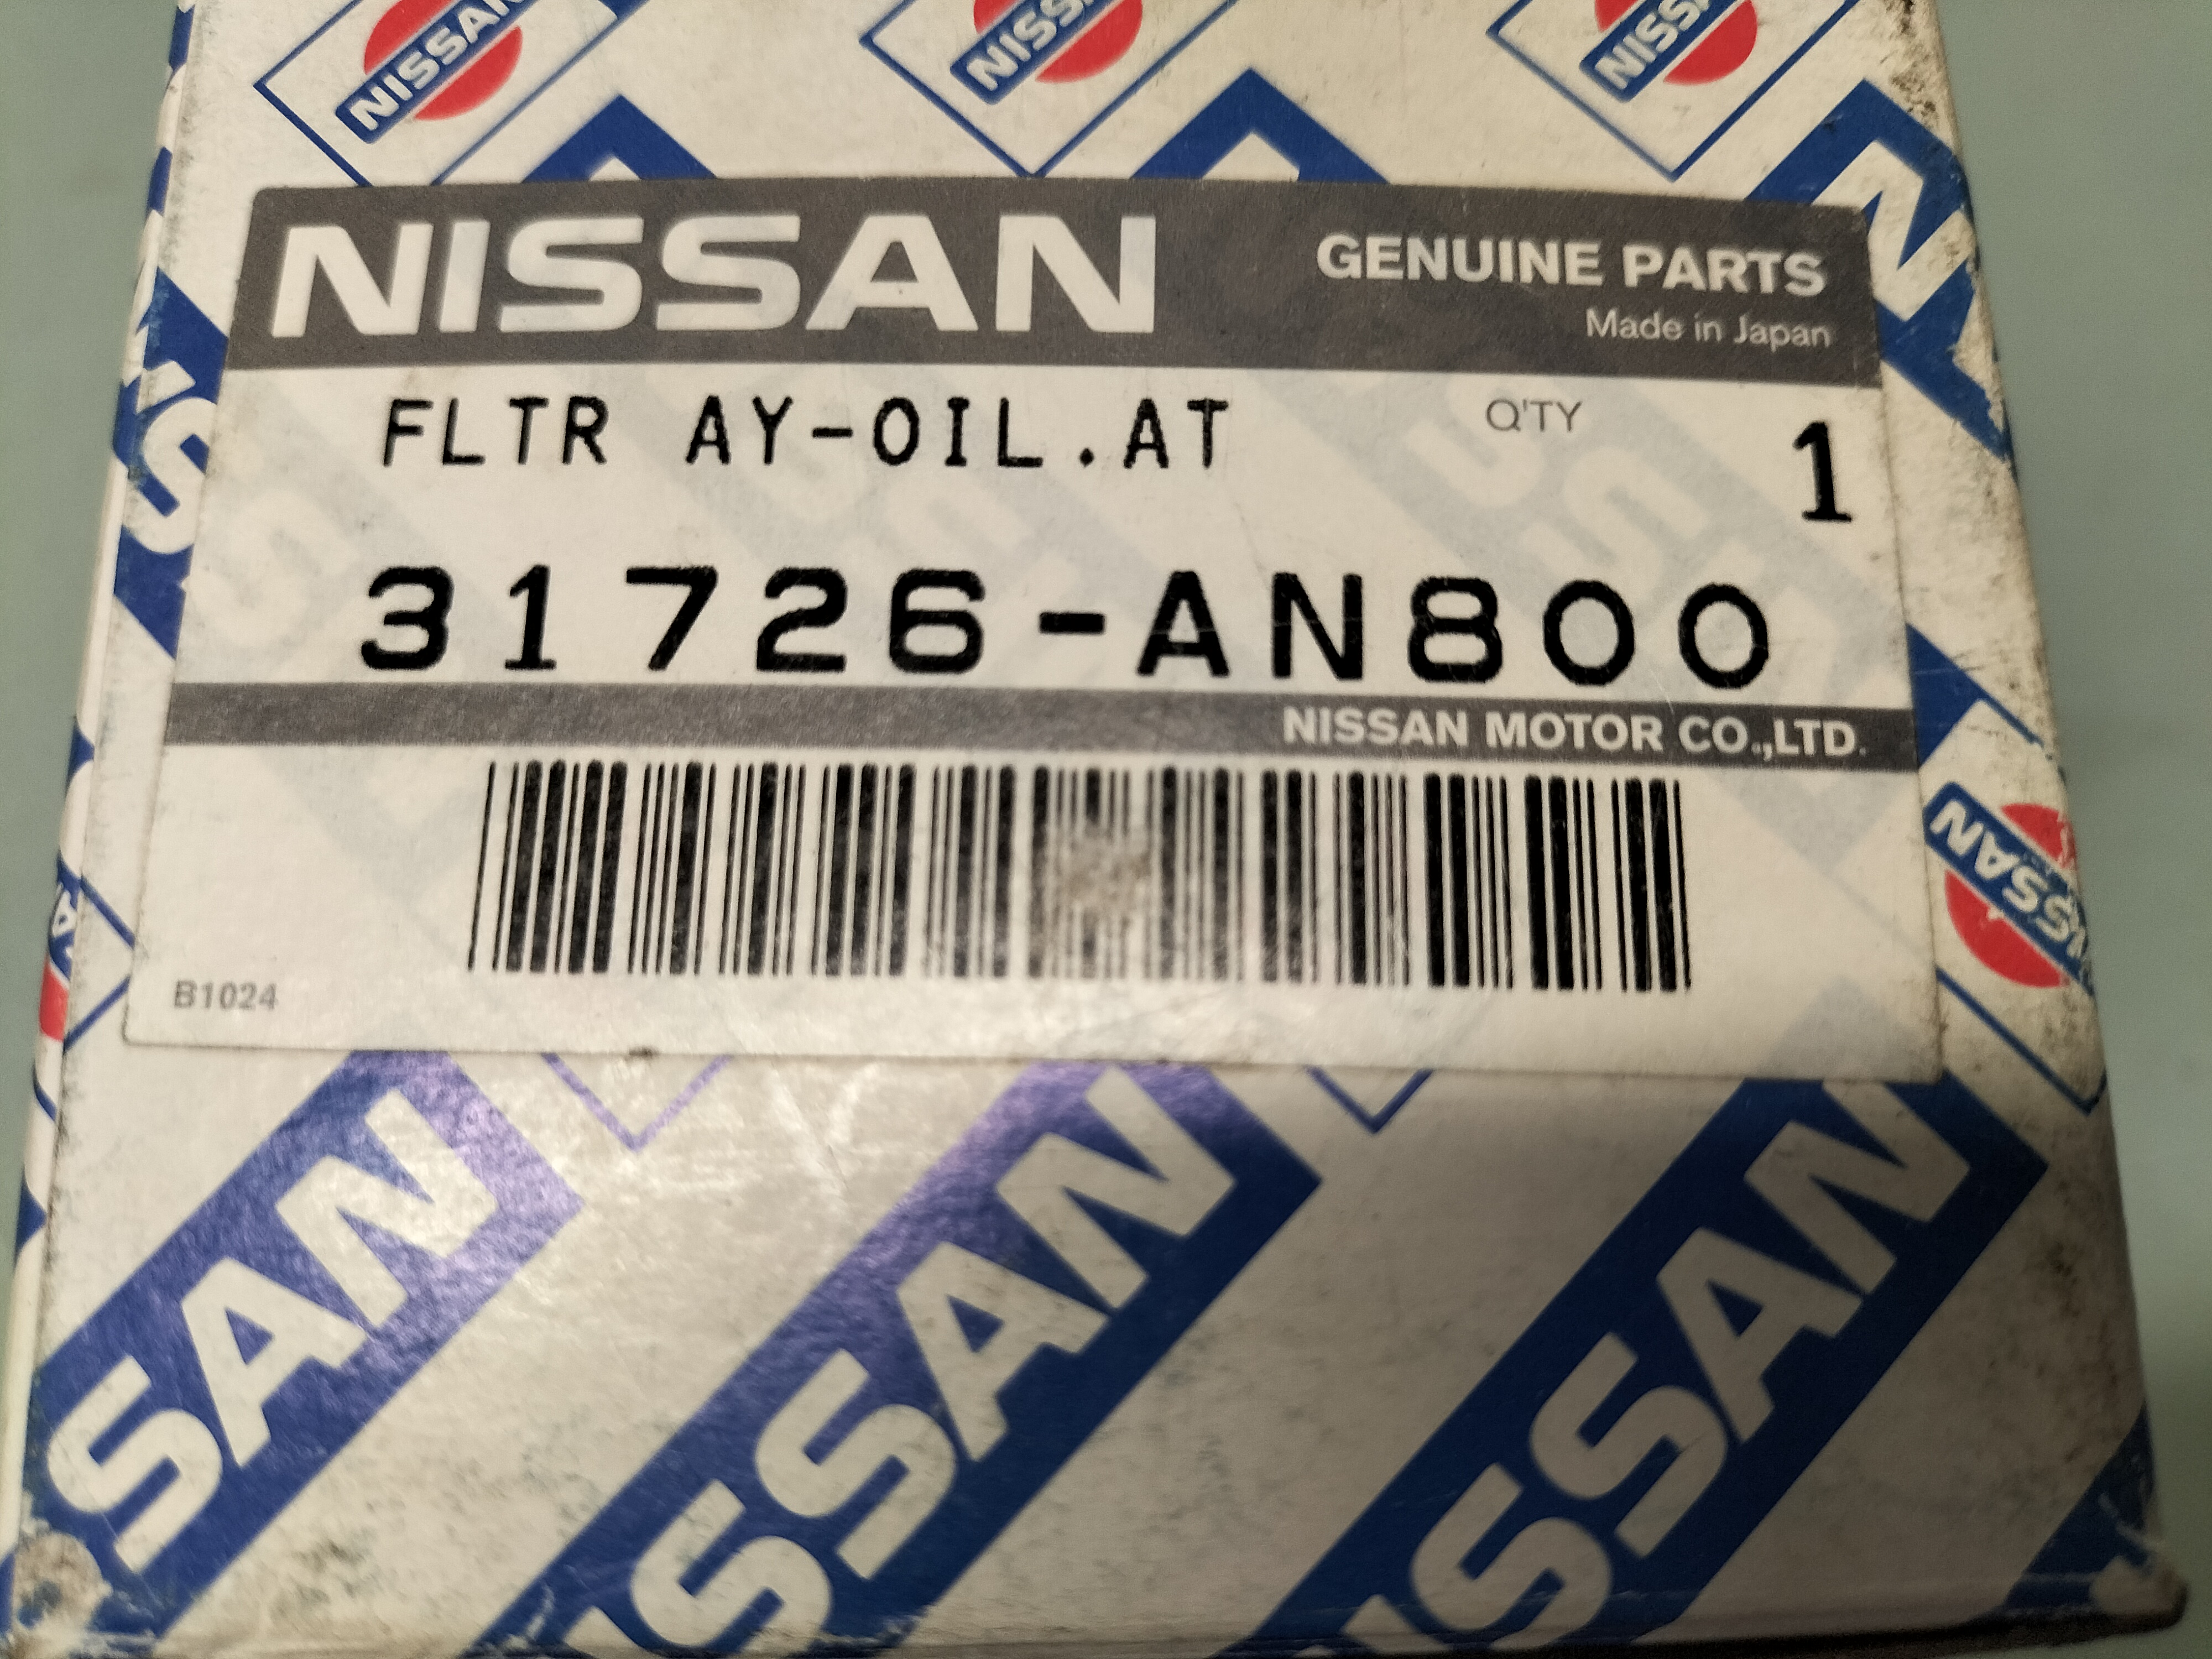 NISSAN
NISSAN
GENUINE PARTS
Made in Japan
FLTR AY-OIL.AT
Q'TY
1
31726-AN800
NISSAN MOTOR CO.,LTD.
NISSAN
B1024